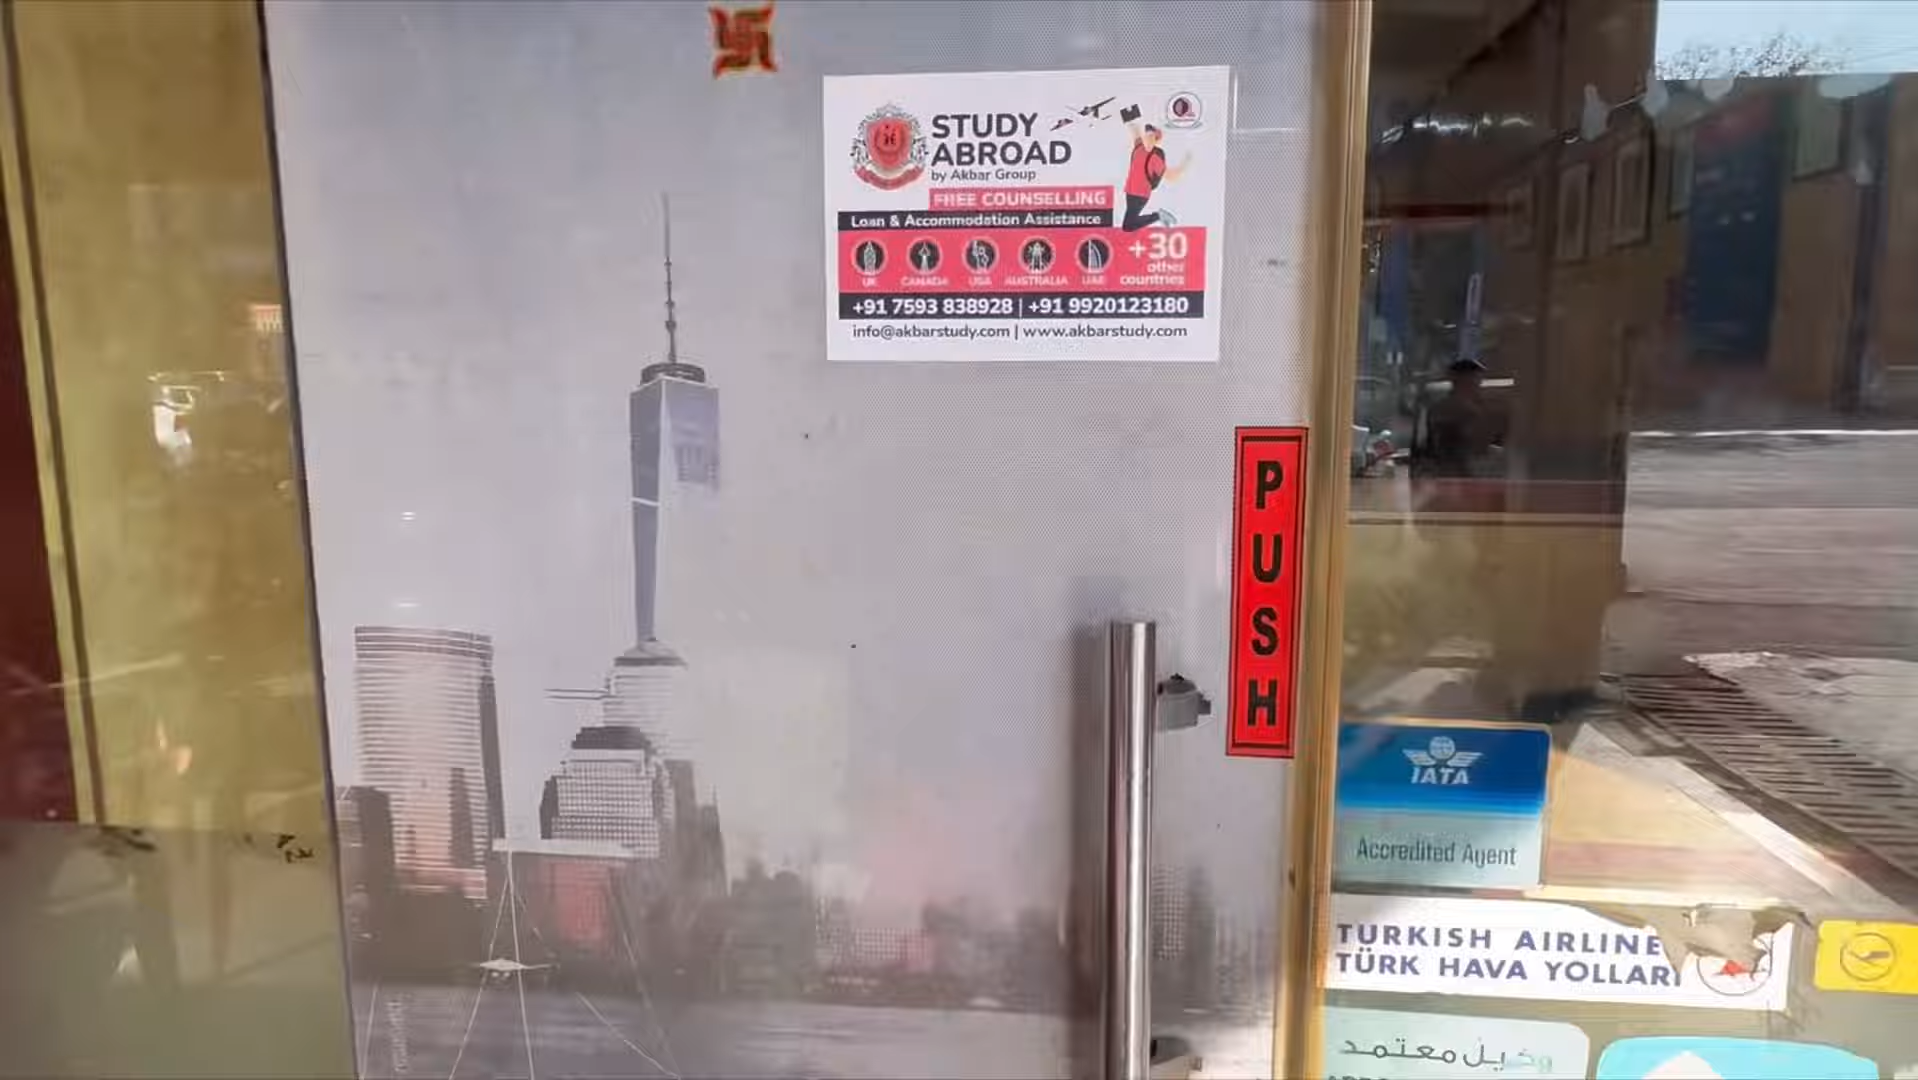 STUDY
ABROAD
by Akbar Group
FREE COUNSELLING
Loan & Accommodation Assistance
UK
CANADA
USA
AUSTRALIA
UAE
+30
other
countries
+91 7593 838928 | +91 9920123180
info@akbarstudy.com | www.akbarstudy.com
PUSH
IATA
Accredited Agent
TURKISH AIRLINE
TÜRK HAVA YOLLARI
وكيل معتمد